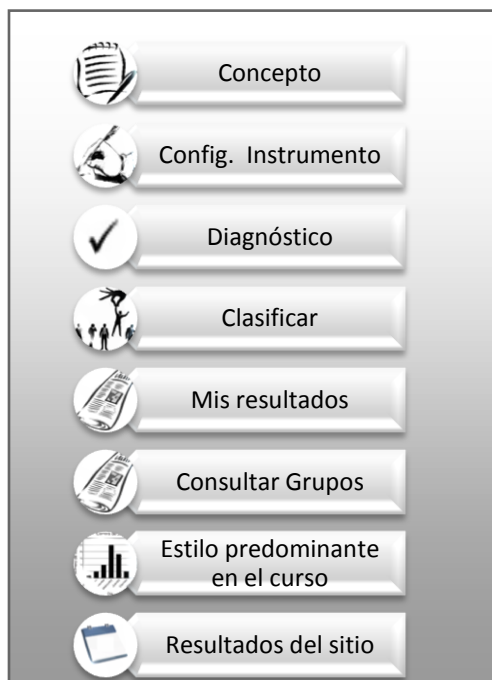 Concepto
Config. Instrumento
Diagnóstico
Clasificar
Mis resultados
Consultar Grupos
Estilo predominante
en el curso
Resultados del sitio